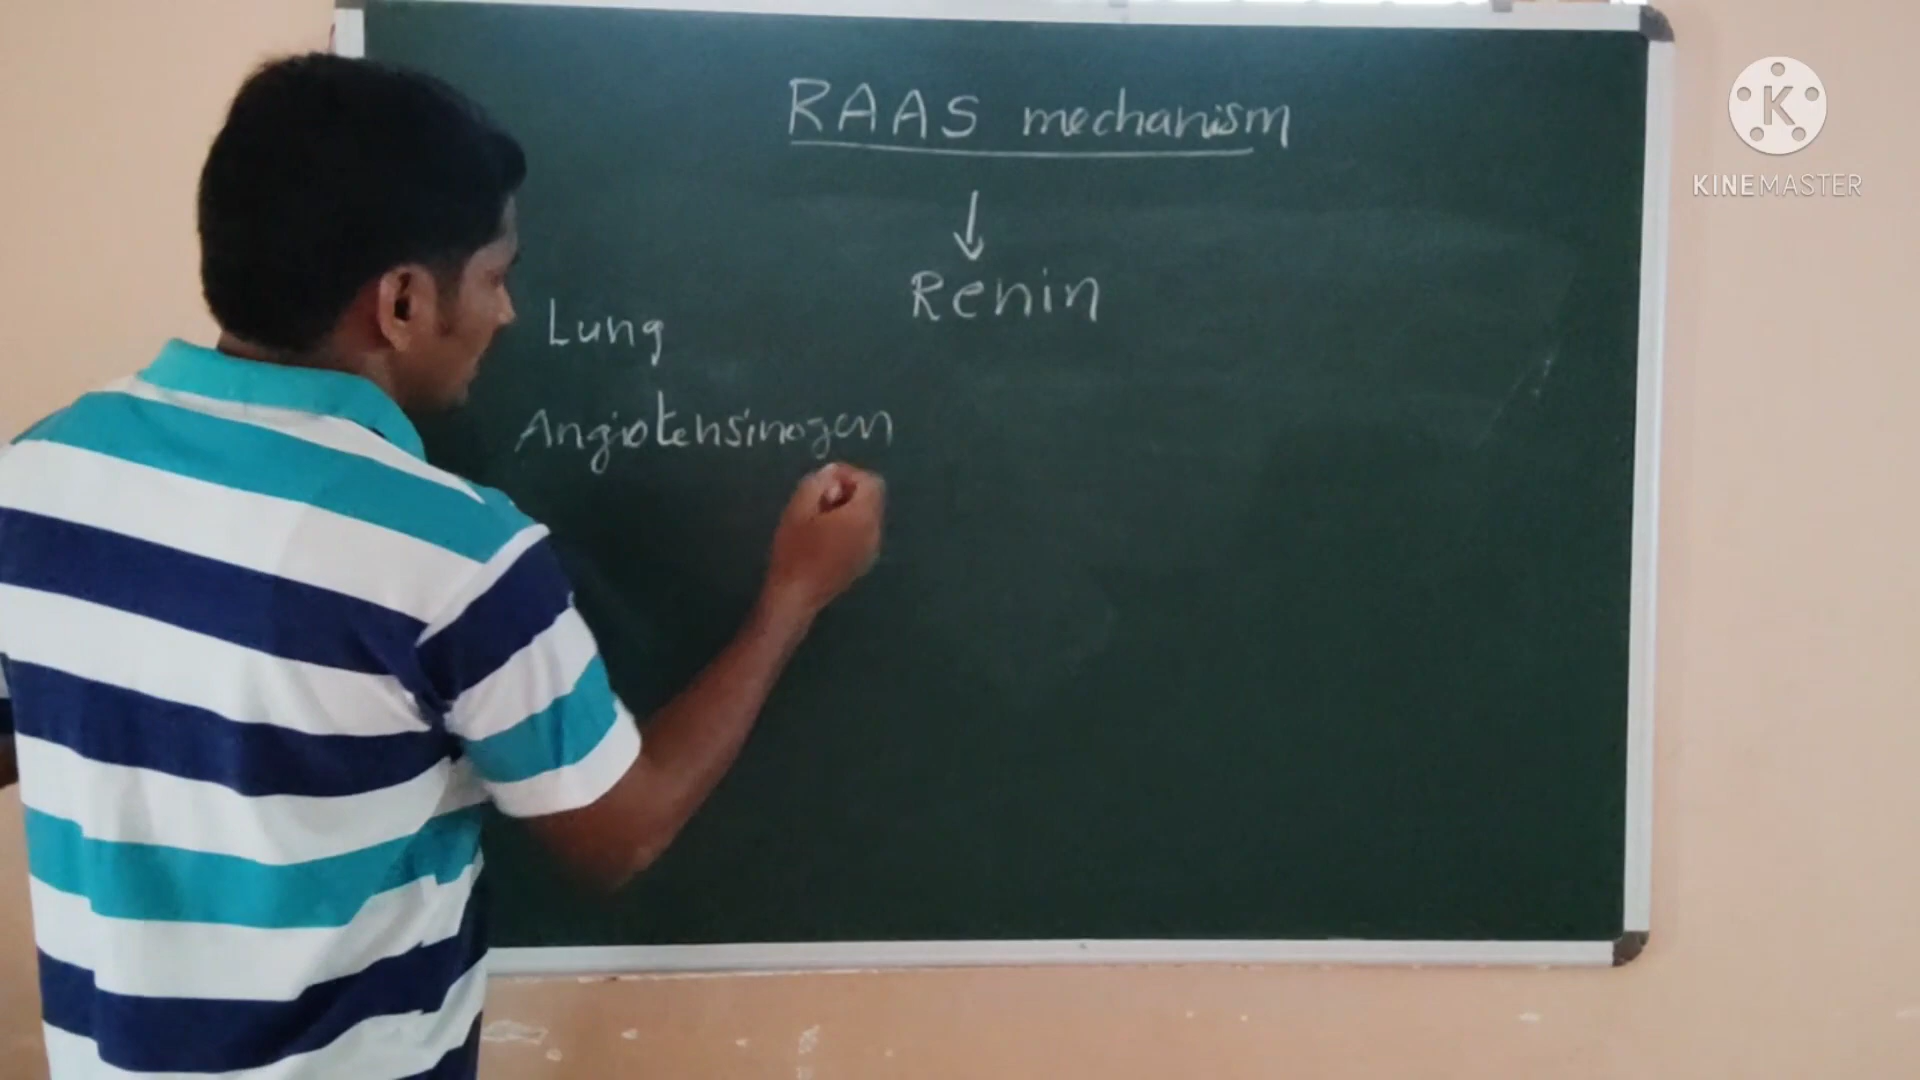 RAAS mechanism
Renin
Lung
Angiotensinogen
K
KINEMASTER